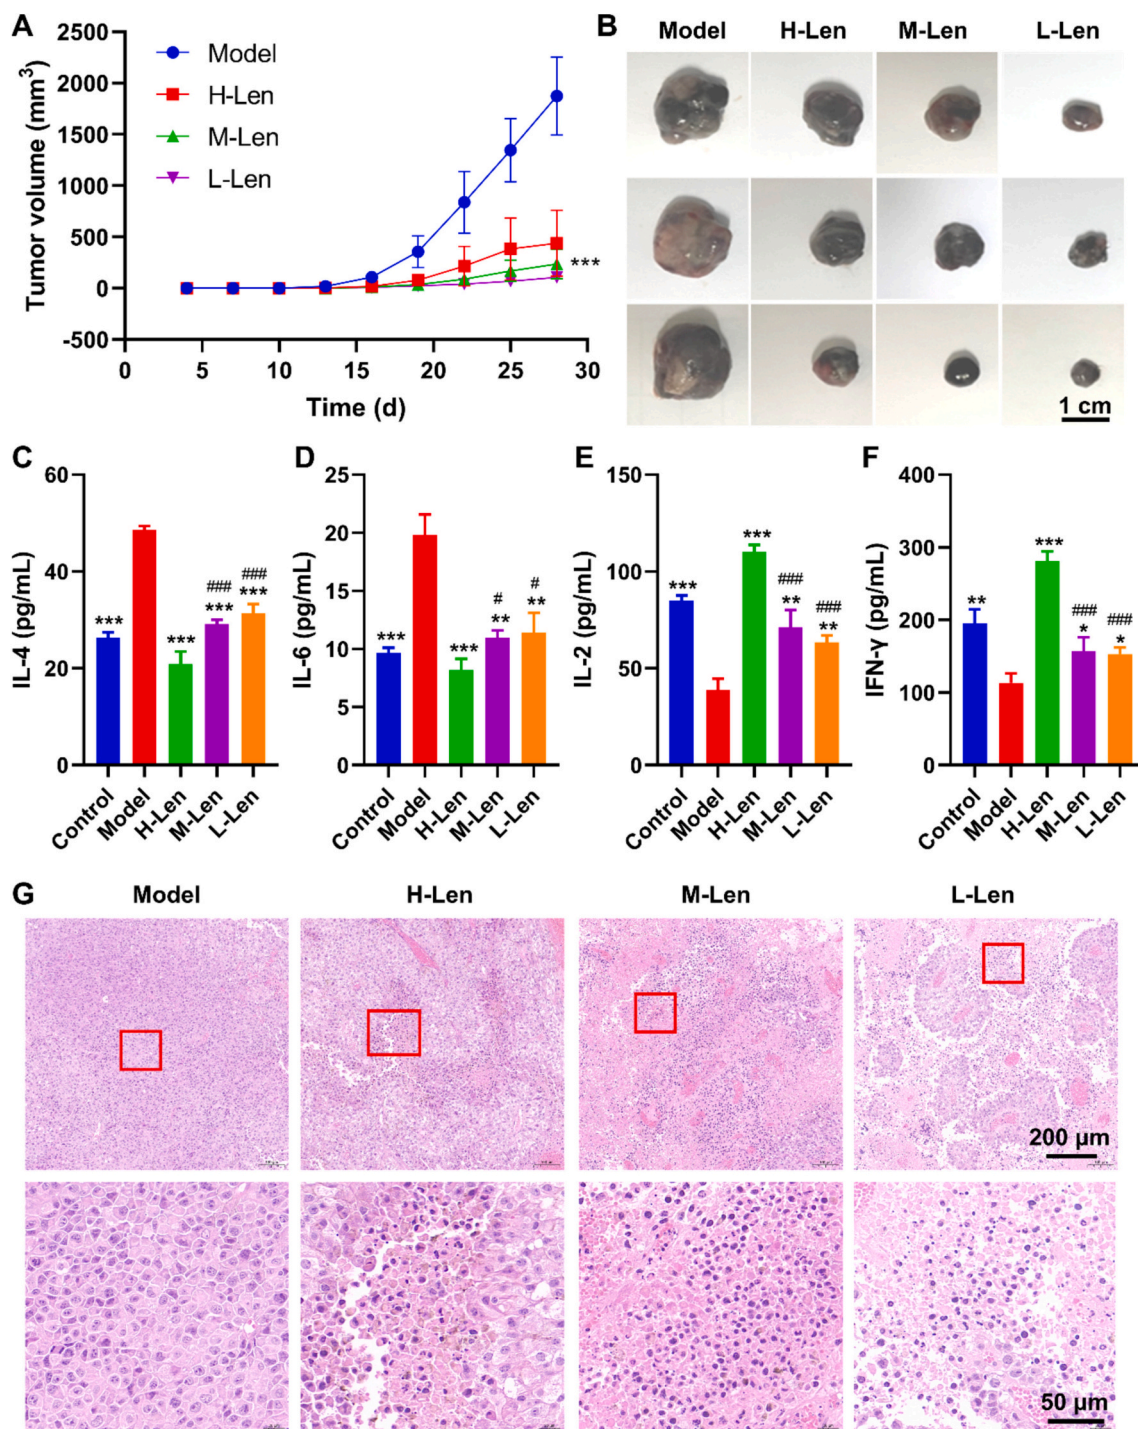 A
Tumor volume (mm³)
2500
2000
1500
1000
500
0
-500
Model
H-Len
M-Len
L-Len
***
0 5 10 15 20 25 30
Time (d)
B
Model H-Len M-Len L-Len
1 cm
C
IL-4 (pg/mL)
60
40
20
0
***
***
###
***
###
***
Control Model H-Len M-Len L-Len
D
IL-6 (pg/mL)
25
20
15
10
5
0
***
***
#
**
#
**
Control Model H-Len M-Len L-Len
E
IL-2 (pg/mL)
150
100
50
0
***
***
###
**
###
**
Control Model H-Len M-Len L-Len
F
IFN-γ (pg/mL)
400
300
200
100
0
**
***
###
*
###
*
Control Model H-Len M-Len L-Len
G
Model H-Len M-Len L-Len
200 μm
50 μm